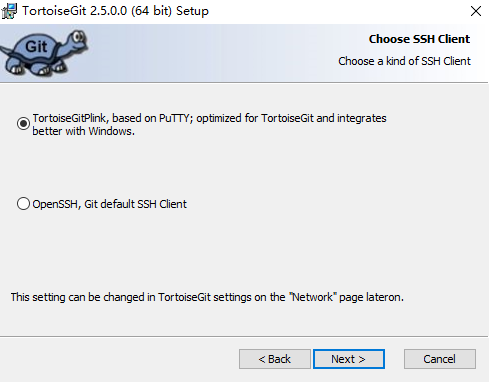 TortoiseGit 2.5.0.0 (64 bit) Setup
Git
Choose SSH Client
Choose a kind of SSH Client
TortoiseGitPlink, based on PuTTY; optimized for TortoiseGit and integrates
better with Windows.
OpenSSH, Git default SSH Client
This setting can be changed in TortoiseGit settings on the "Network" page lateron.
< Back
Next >
Cancel